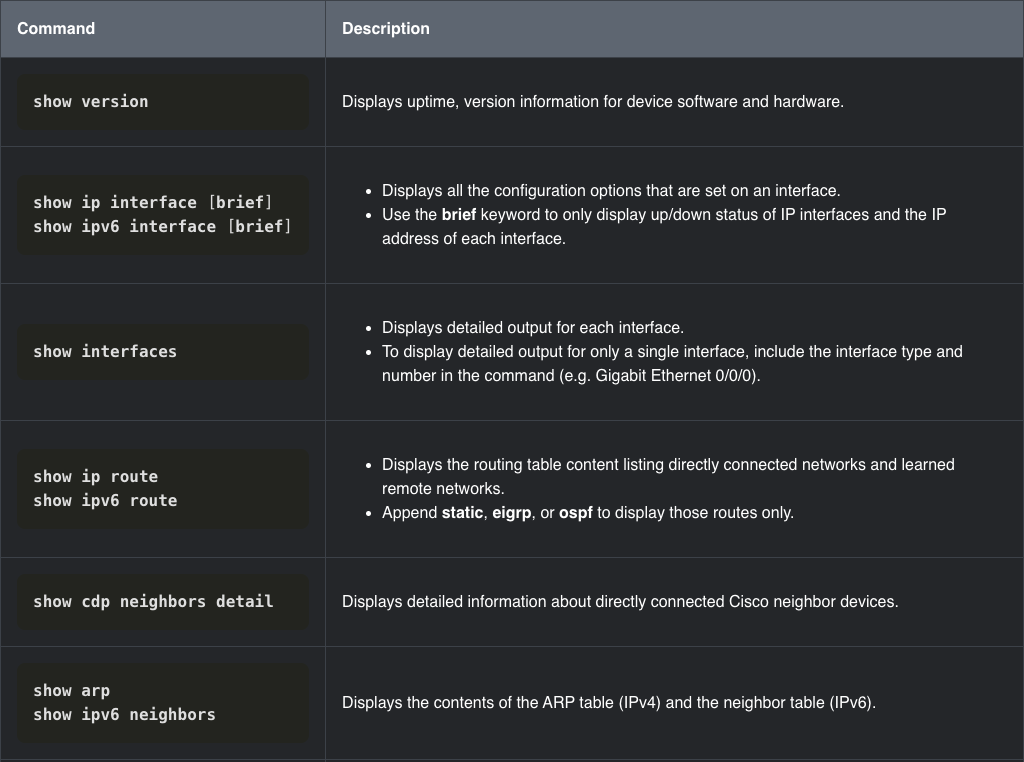 Command
Description
show version
Displays uptime, version information for device software and hardware.
show ip interface [brief]
show ipv6 interface [brief]
• Displays all the configuration options that are set on an interface.
• Use the brief keyword to only display up/down status of IP interfaces and the IP
address of each interface.
show interfaces
• Displays detailed output for each interface.
• To display detailed output for only a single interface, include the interface type and
number in the command (e.g. Gigabit Ethernet 0/0/0).
show ip route
show ipv6 route
• Displays the routing table content listing directly connected networks and learned
remote networks.
• Append static, eigrp, or ospf to display those routes only.
show cdp neighbors detail
Displays detailed information about directly connected Cisco neighbor devices.
show arp
show ipv6 neighbors
Displays the contents of the ARP table (IPv4) and the neighbor table (IPv6).